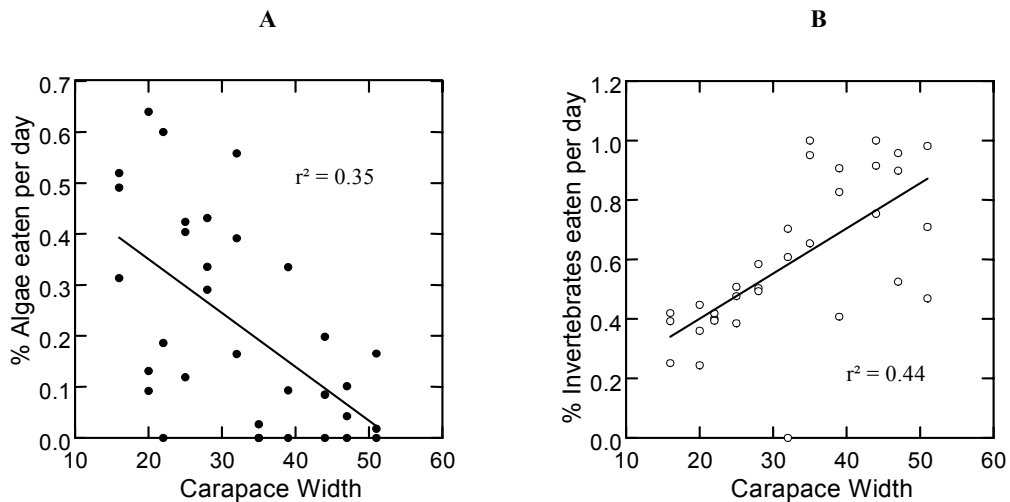 A
B
% Algae eaten per day
0.7
0.6
0.5
0.4
0.3
0.2
0.1
0.0
r² = 0.35
10 20 30 40 50 60
Carapace Width
% Invertebrates eaten per day
1.2
1.0
0.8
0.6
0.4
0.2
0.0
r² = 0.44
10 20 30 40 50 60
Carapace Width